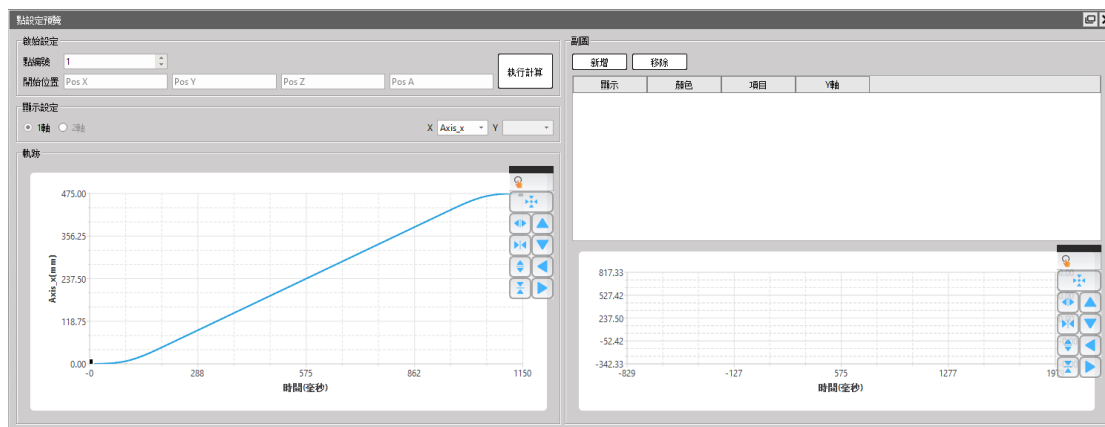 點設定預覽
啟始設定
點編號 1
開始位置 Pos X Pos Y Pos Z Pos A
執行計算
顯示設定
1軸 2軸 X Axis_x Y
軌跡
475.00
356.25
237.50
118.75
0.00
Axis_x(mm)
-0 288 575 862 1150
時間(毫秒)
副圖
新增 移除
顯示 顏色 項目 Y軸
817.33
527.42
237.50
-52.42
-342.33
-829 -127 575 1277
時間(毫秒)